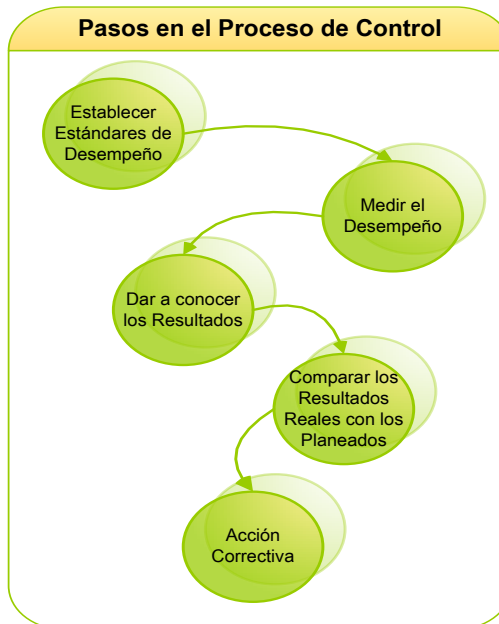 Pasos en el Proceso de Control
Establecer
Estándares de
Desempeño
Medir el
Desempeño
Dar a conocer
los Resultados
Comparar los
Resultados
Reales con los
Planeados
Acción
Correctiva